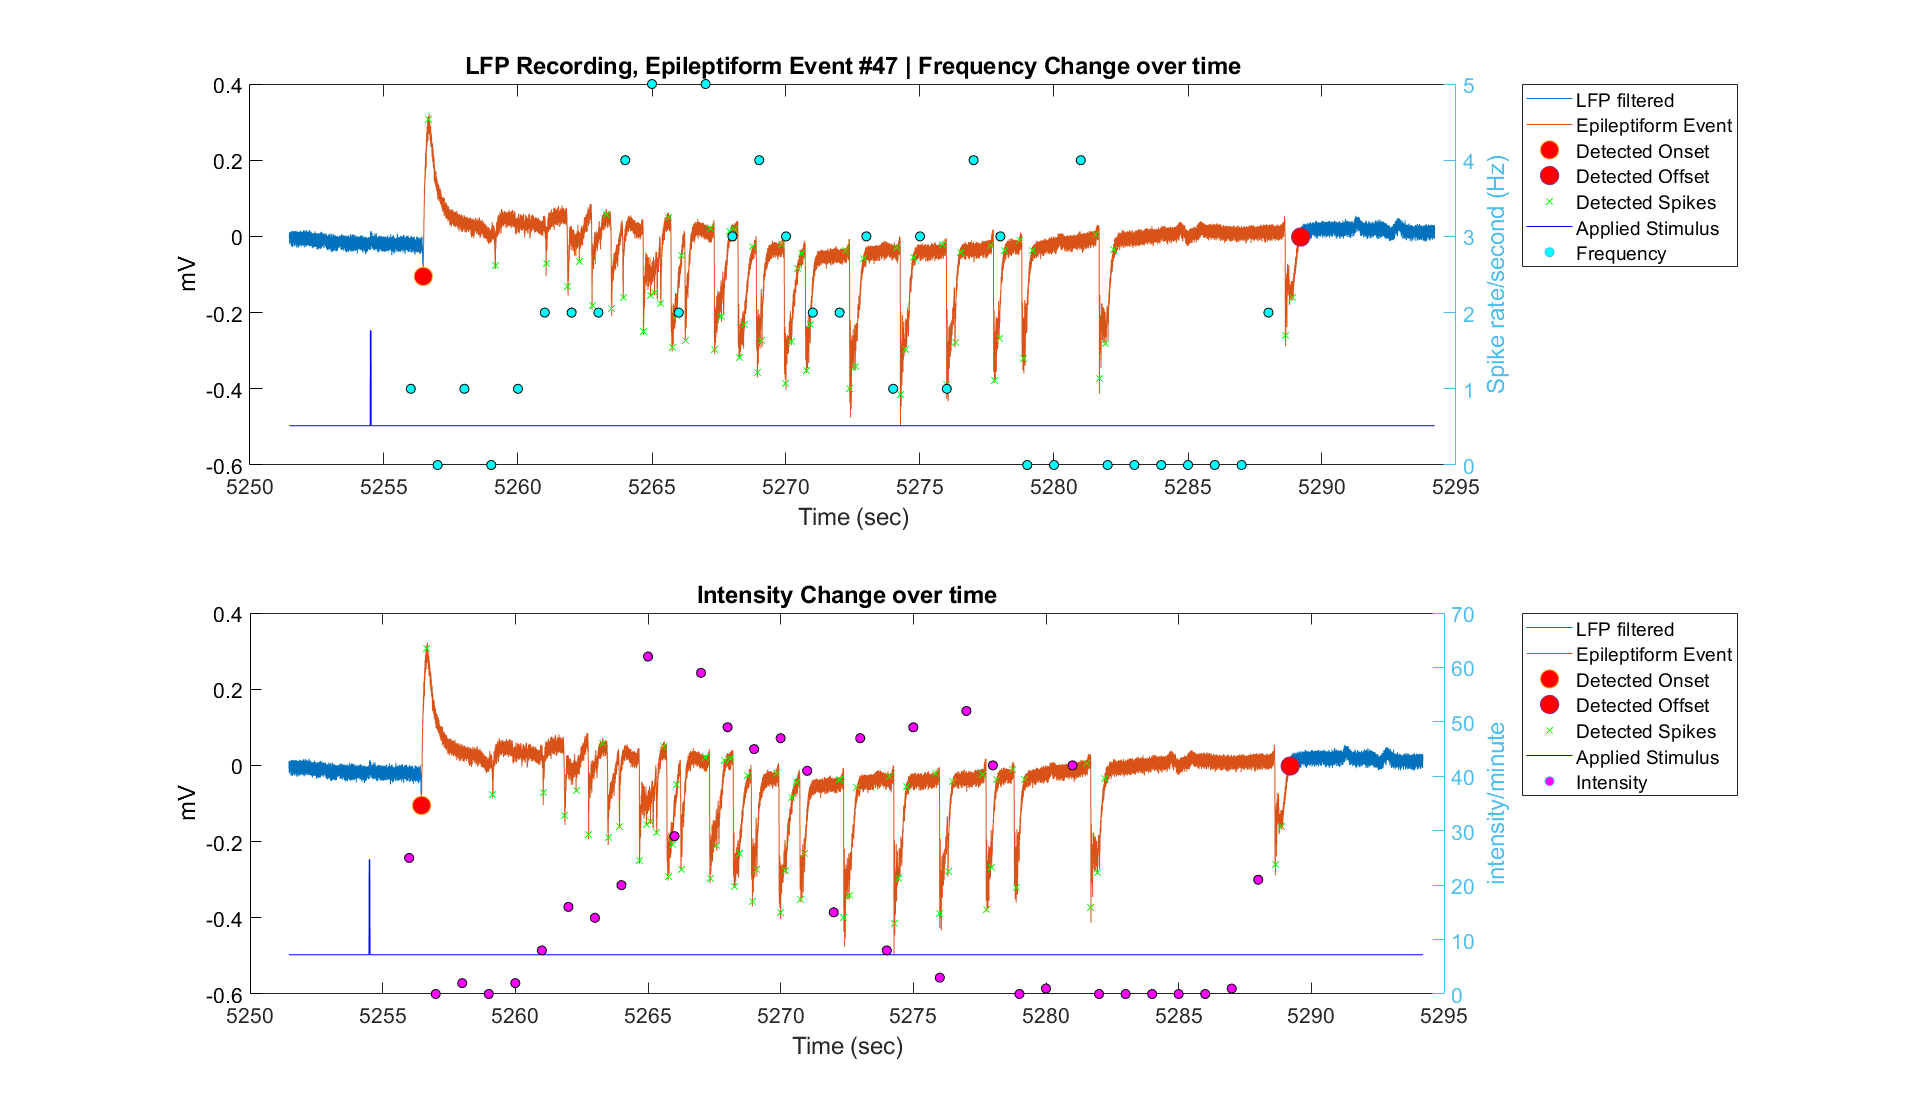 LFP Recording, Epileptiform Event #47 | Frequency Change over time
0.4
0.2
0
-0.2
-0.4
-0.6
mV
5
4
3
2
1
0
Spike rate/second (Hz)
5250 5255 5260 5265 5270 5275 5280 5285 5290 5295
Time (sec)
LFP filtered
Epileptiform Event
Detected Onset
Detected Offset
Detected Spikes
Applied Stimulus
Frequency
Intensity Change over time
0.4
0.2
0
-0.2
-0.4
-0.6
mV
70
60
50
40
30
20
10
0
intensity/minute
5250 5255 5260 5265 5270 5275 5280 5285 5290 5295
Time (sec)
LFP filtered
Epileptiform Event
Detected Onset
Detected Offset
Detected Spikes
Applied Stimulus
Intensity